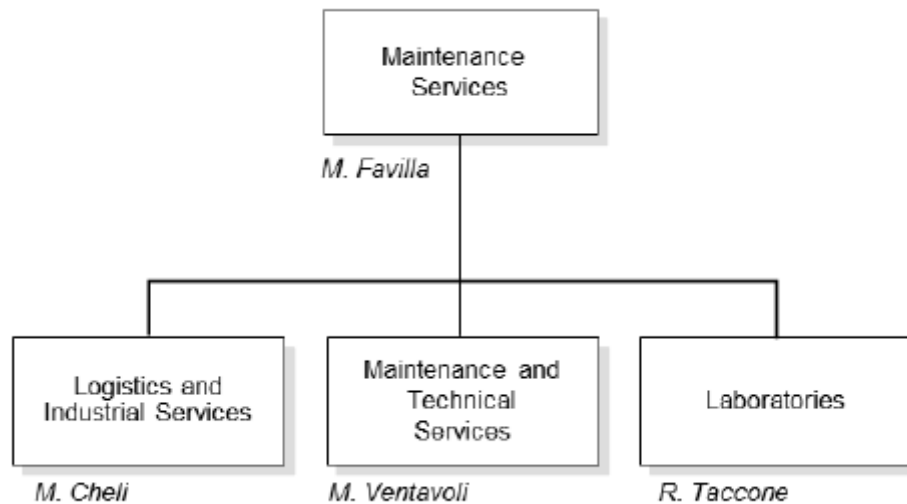 Maintenance
Services
M. Favilla
Logistics and
Industrial Services
M. Cheli
Maintenance and
Technical
Services
M. Ventavoli
Laboratories
R. Taccone